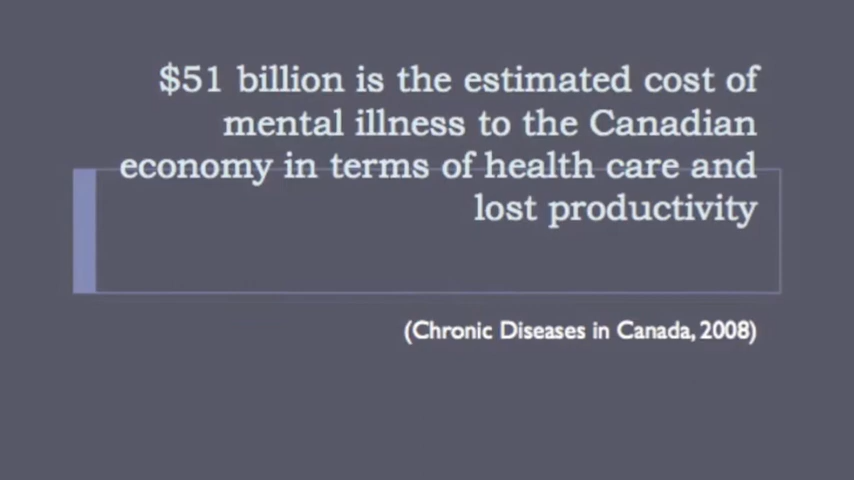 $51 billion is the estimated cost of
mental illness to the Canadian
economy in terms of health care and
lost productivity
(Chronic Diseases in Canada, 2008)